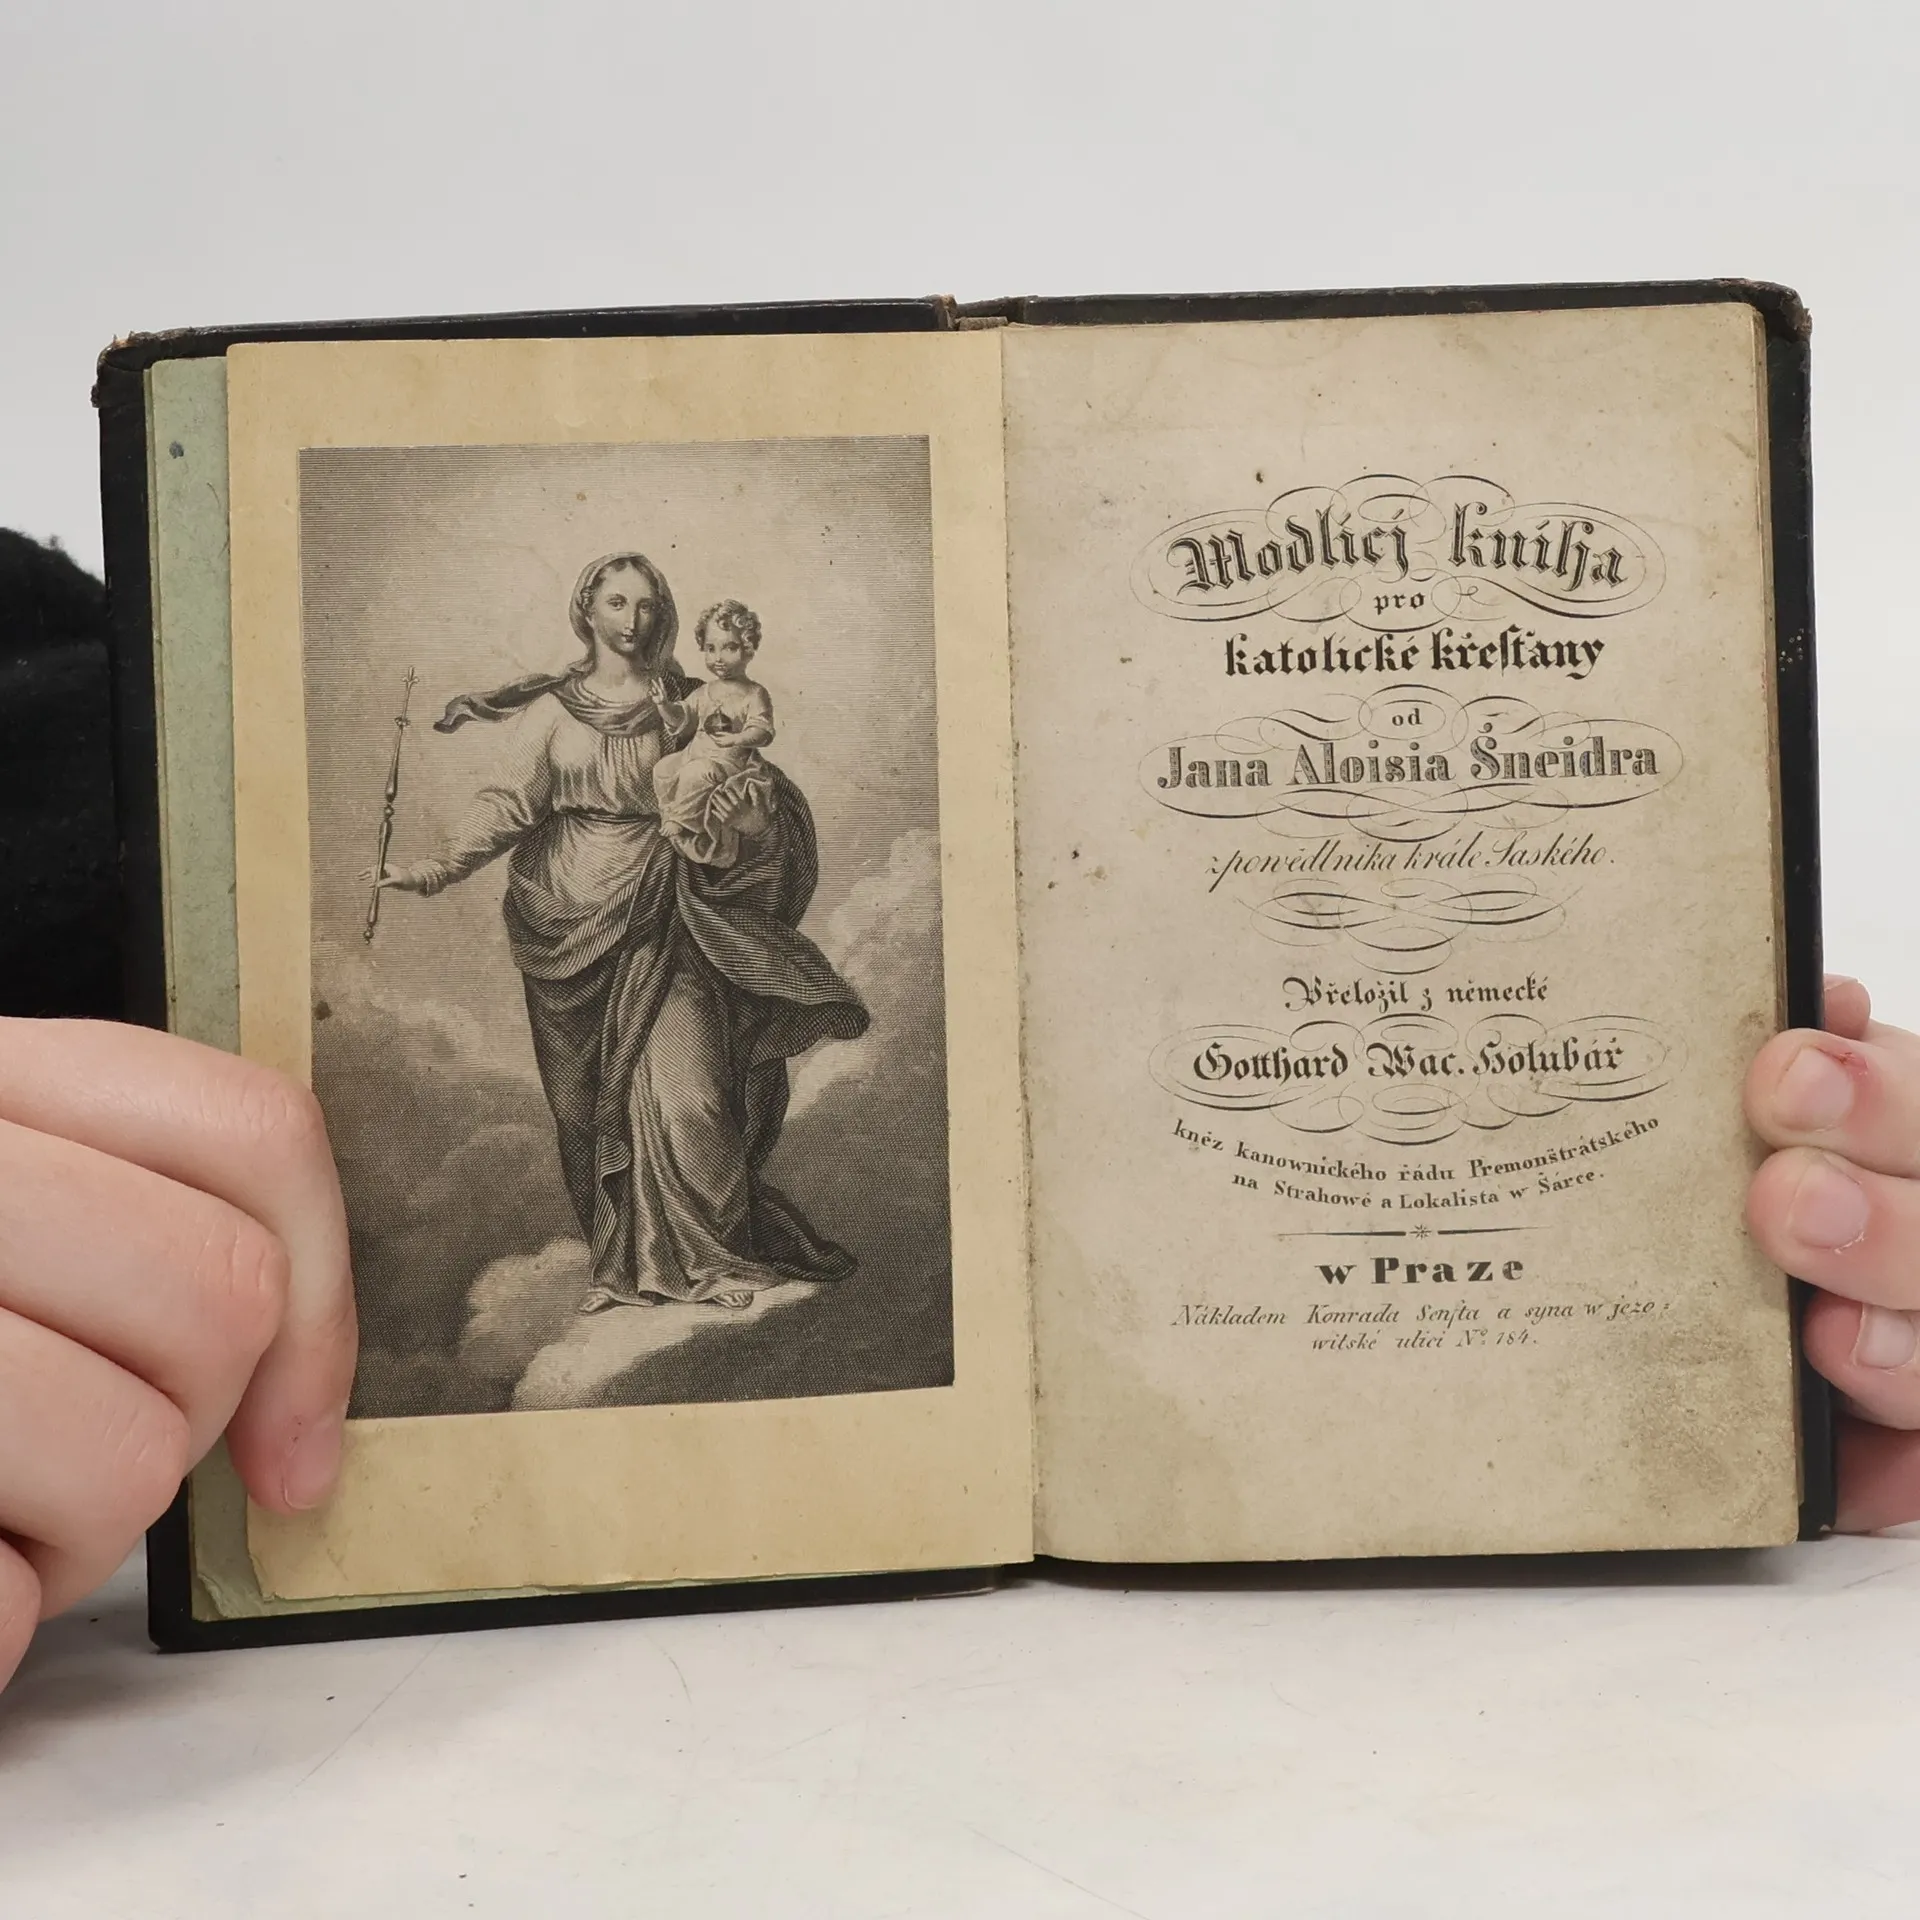 Modlicj kniha
pro
katolické křesťany
od
Jana Aloisia Šneidra
zpowědlnika krále Saského.
Přeložil z německé
Gotthard Wac. Holubář
kněz kanownického řádu Premonštrátského
na Strahowě a Lokalista w Šárce.
w Praze
Nákladem Konrada Senfta a syna w jezo=
witské ulici Nº. 184.